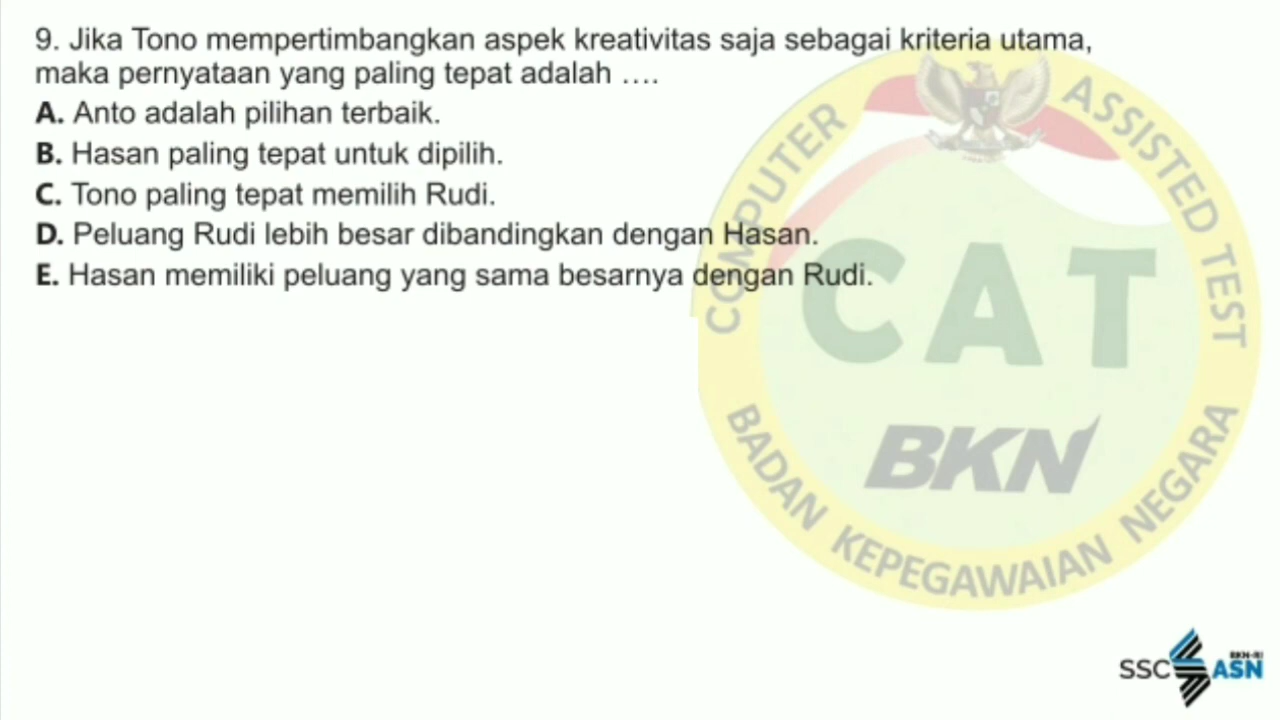 9. Jika Tono mempertimbangkan aspek kreativitas saja sebagai kriteria utama,
maka pernyataan yang paling tepat adalah ….
A. Anto adalah pilihan terbaik.
B. Hasan paling tepat untuk dipilih.
C. Tono paling tepat memilih Rudi.
D. Peluang Rudi lebih besar dibandingkan dengan Hasan.
E. Hasan memiliki peluang yang sama besarnya dengan Rudi.
COMPUTER ASSISTED TEST
CAT
BKN
BADAN KEPEGAWAIAN NEGARA
BKN-RI
SSC ASN